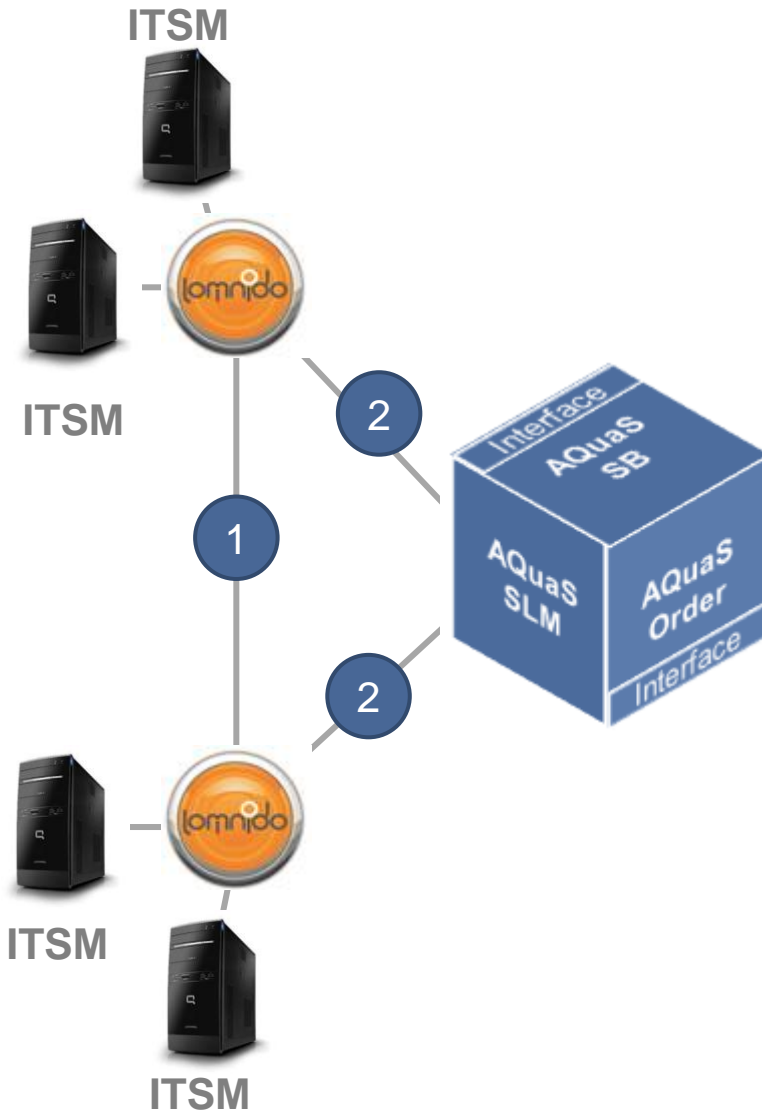 ITSM
lomnido
ITSM
2
1
Interface
AQuaS
SB
AQuaS
SLM
AQuaS
Order
Interface
2
lomnido
ITSM
ITSM